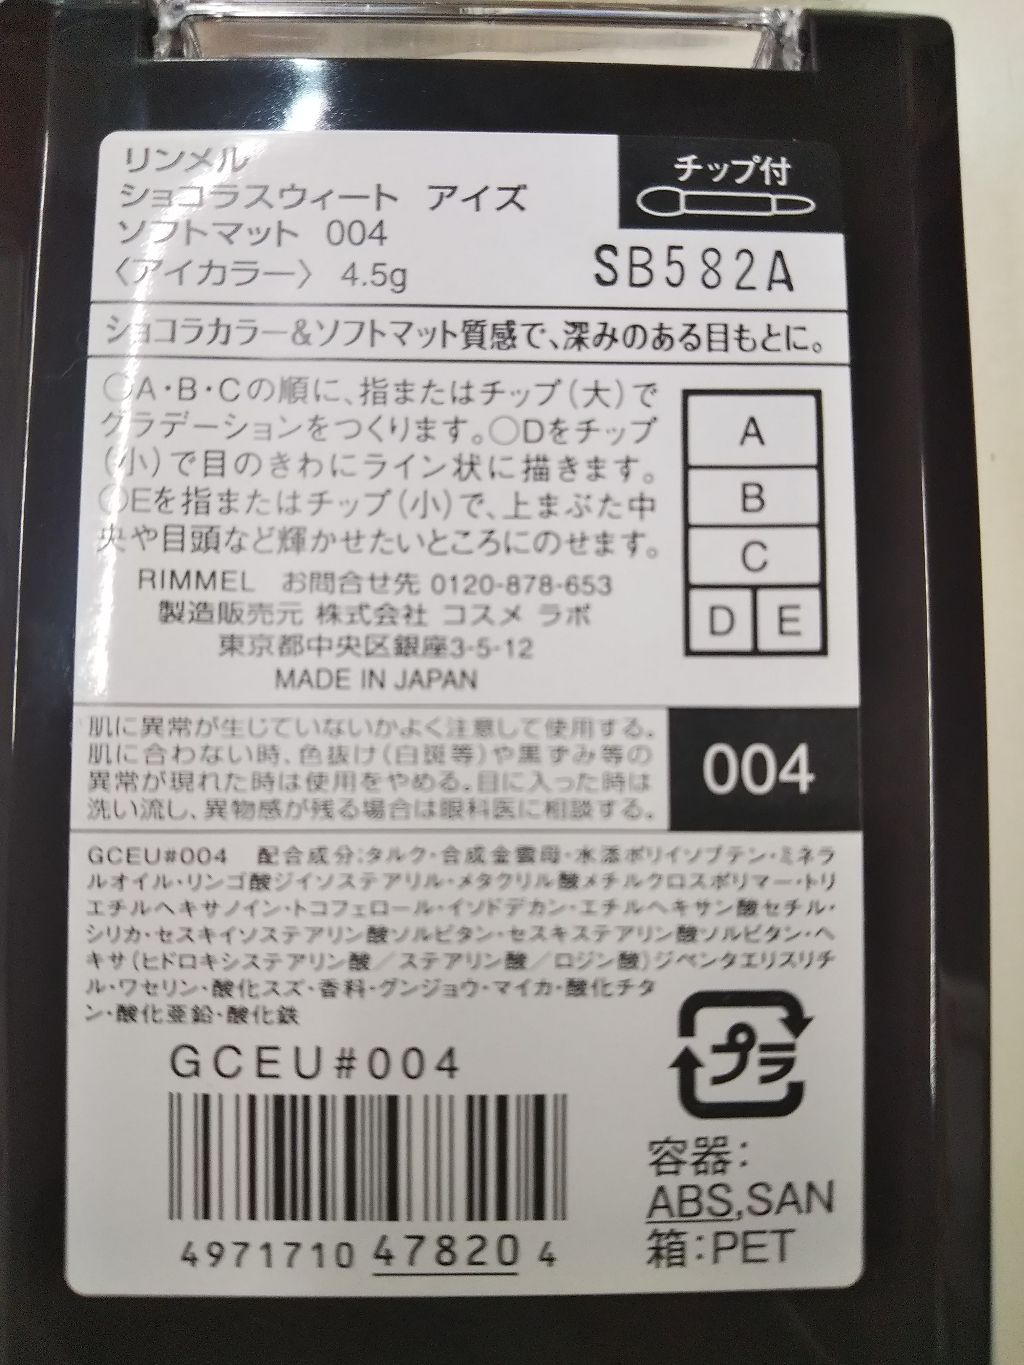 リンメル
ショコラスウィート アイズ
ソフトマット 004
〈アイカラー〉 4.5g
チップ付
SB582A
ショコラカラー&ソフトマット質感で、深みのある目もとに。
○A・B・Cの順に、指またはチップ(大)で
グラデーションをつくります。○Dをチップ
(小)で目のきわにライン状に描きます。
○Eを指またはチップ(小)で、上まぶた中
央や目頭など輝かせたいところにのせます。
A
B
C
D E
RIMMEL お問合せ先 0120-878-653
製造販売元 株式会社 コスメ ラボ
東京都中央区銀座3-5-12
MADE IN JAPAN
肌に異常が生じていないかよく注意して使用する。
肌に合わない時、色抜け(白斑等)や黒ずみ等の
異常が現れた時は使用をやめる。目に入った時は
洗い流し、異物感が残る場合は眼科医に相談する。
004
GCEU#004 配合成分:タルク・合成金雲母・水添ポリイソブテン・ミネラ
ルオイル・リンゴ酸ジイソステアリル・メタクリル酸メチルクロスポリマー・トリ
エチルヘキサノイン・トコフェロール・イソドデカン・エチルヘキサン酸セチル・
シリカ・セスキイソステアリン酸ソルビタン・セスキステアリン酸ソルビタン・ヘ
キサ(ヒドロキシステアリン酸/ステアリン酸/ロジン酸)ジペンタエリスリチ
ル・ワセリン・酸化スズ・香料・グンジョウ・マイカ・酸化チタ
ン・酸化亜鉛・酸化鉄
GCEU#004
4971710 47820 4
プラ
容器:
ABS,SAN
箱:PET